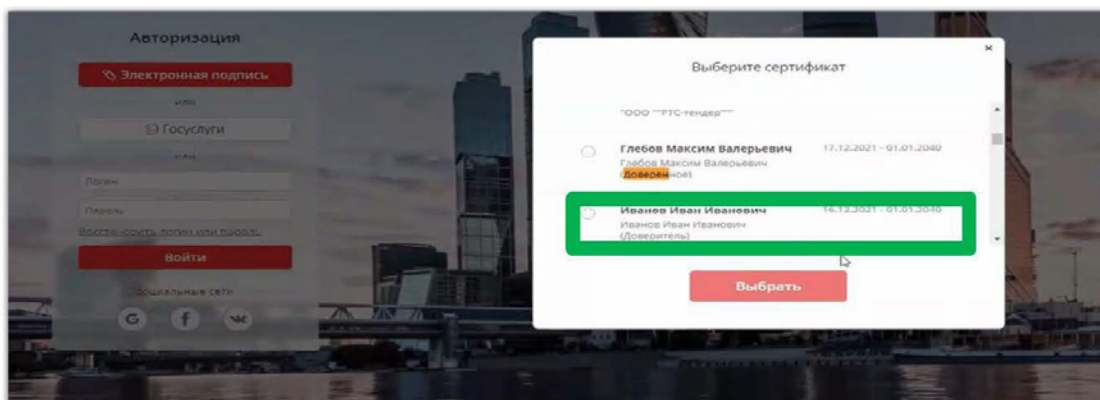 Авторизация
Электронная подпись
или
Госуслуги
или
Логин
Пароль
Восстановить логин или пароль
Войти
Социальные сети
Выберите сертификат
"ООО ""РТС-тендер"""
Глебов Максим Валерьевич 17.12.2021 - 01.01.2040
Глебов Максим Валерьевич
(Доверенное)
Иванов Иван Иванович 16.12.2021 - 01.01.2040
Иванов Иван Иванович
(Доверитель)
Выбрать